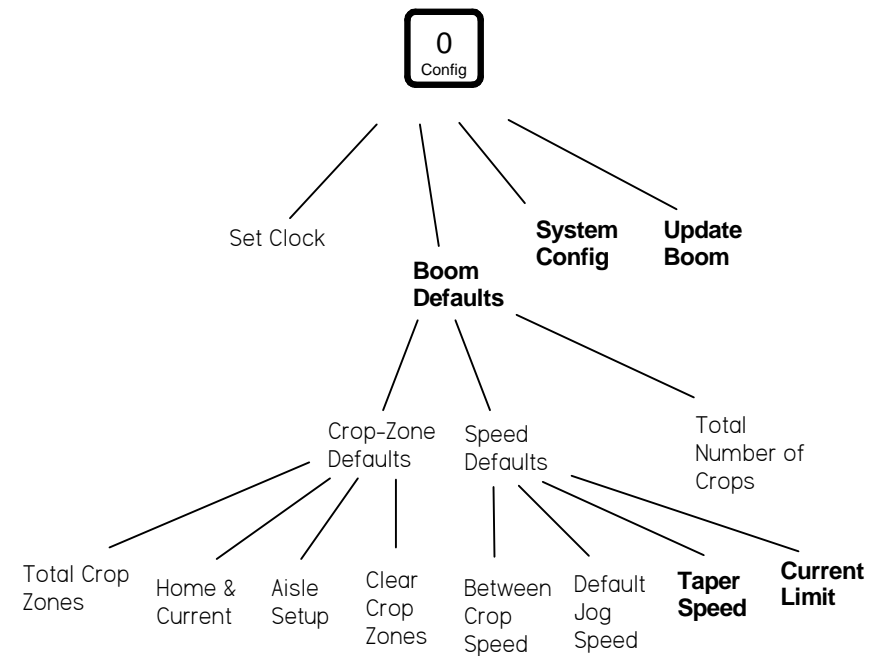 0
Config
Set Clock
System
Config
Update
Boom
Boom
Defaults
Crop-Zone
Defaults
Speed
Defaults
Total
Number of
Crops
Total Crop
Zones
Home &
Current
Aisle
Setup
Clear
Crop
Zones
Between
Crop
Speed
Default
Jog
Speed
Taper
Speed
Current
Limit